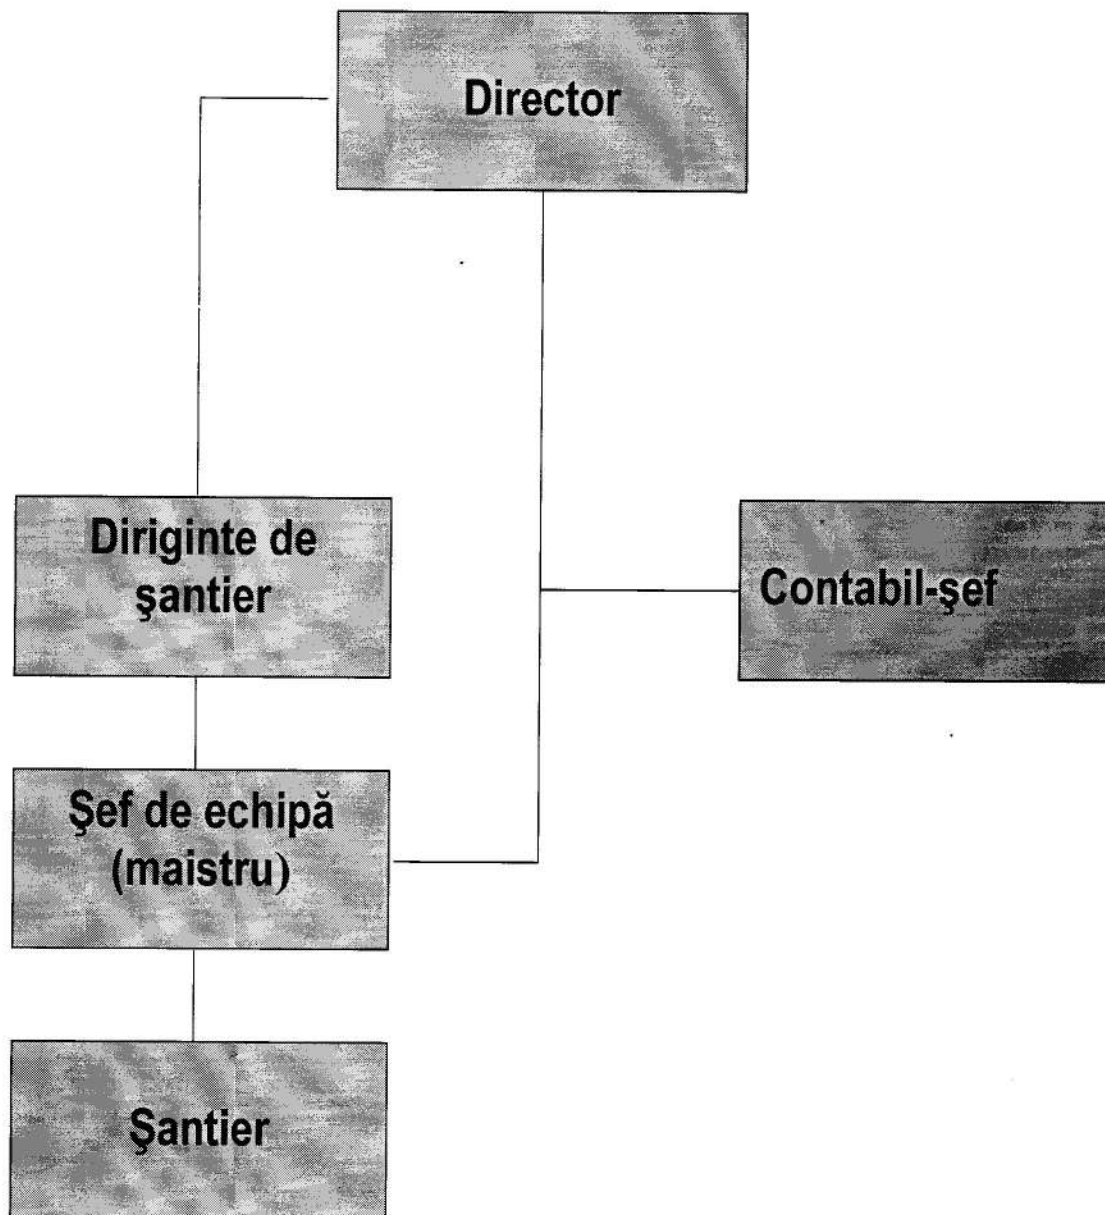 Director
Diriginte de
şantier
Contabil-şef
Şef de echipă
(maistru)
Şantier